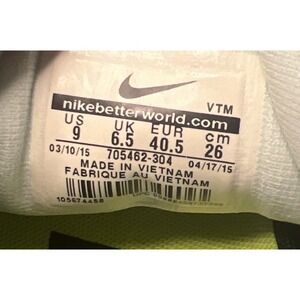 VTM
nikebetterworld.com
US UK EUR cm
9 6.5 40.5 26
03/10/15 705462-304 04/17/15
MADE IN VIETNAM
FABRIQUE AU VIETNAM
105674458